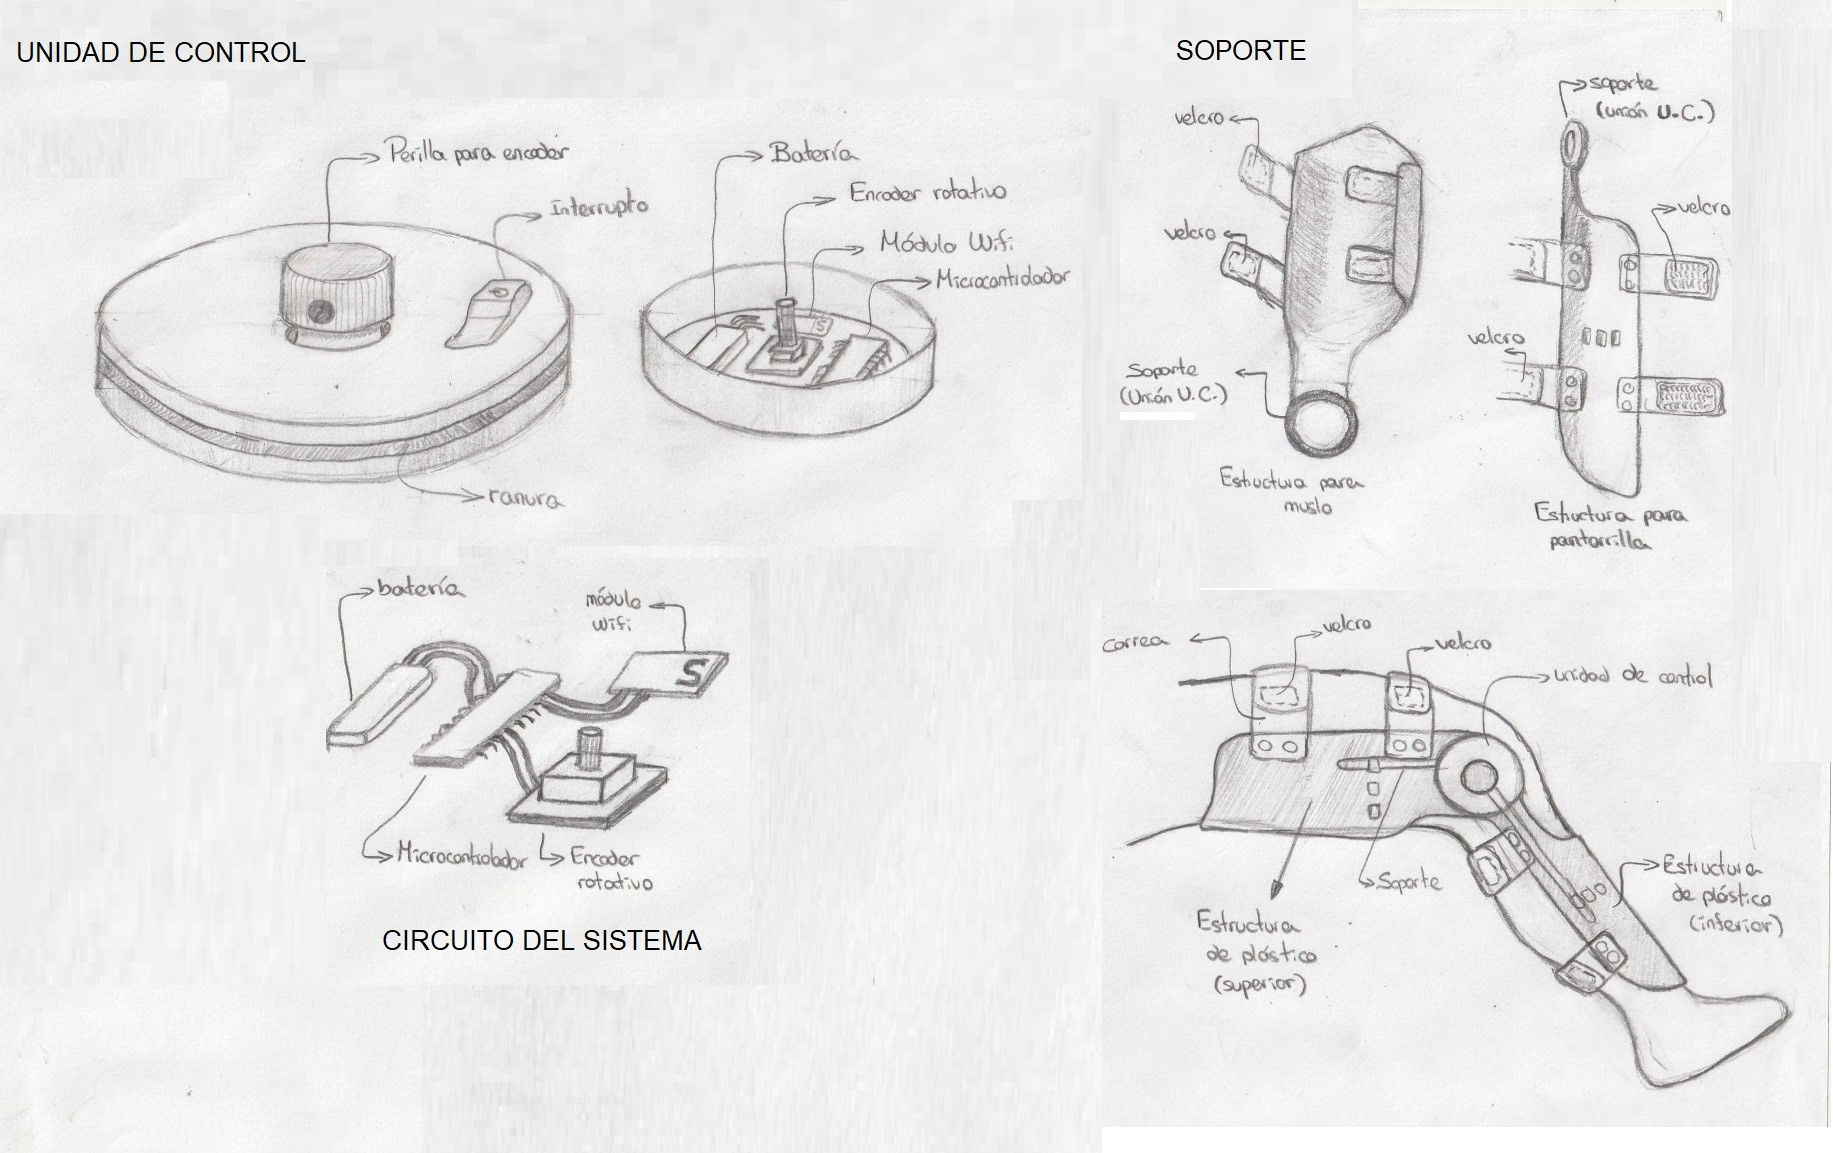 UNIDAD DE CONTROL
Perilla para encoder
Interrupto
ranura
Batería
Encoder rotativo
Módulo Wifi
Microcontrolador
batería
módulo
wifi
Microcontrolador
Encoder
rotativo
S
S
CIRCUITO DEL SISTEMA
SOPORTE
velcro
velcro
Soporte
(Unión U.C.)
Estructura para
muslo
soporte
(unión U.C.)
velcro
velcro
Estructura para
pantorrilla
correa
velcro
velcro
unidad de control
Soporte
Estructura
de plástico
(superior)
Estructura
de plástico
(inferior)